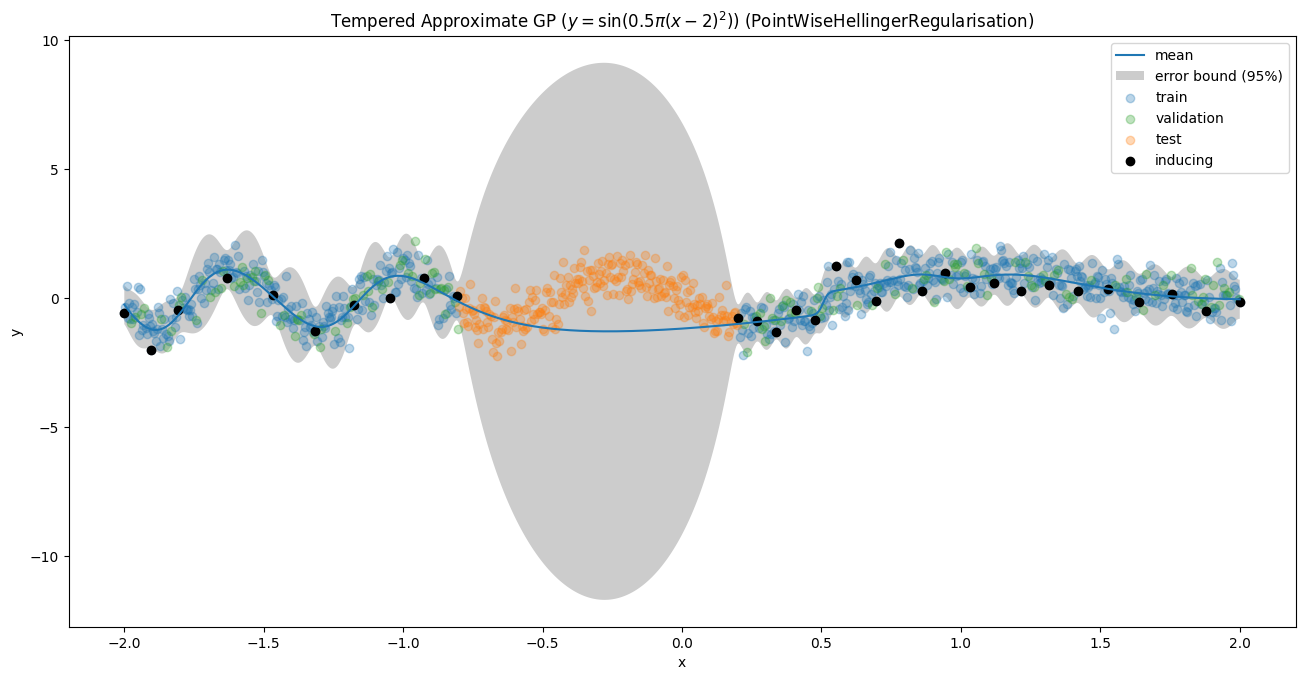 Tempered Approximate GP (y = sin(0.5π(x − 2)²)) (PointWiseHellingerRegularisation)
mean
error bound (95%)
train
validation
test
inducing
10
5
0
−5
−10
y
−2.0
−1.5
−1.0
−0.5
0.0
0.5
1.0
1.5
2.0
x